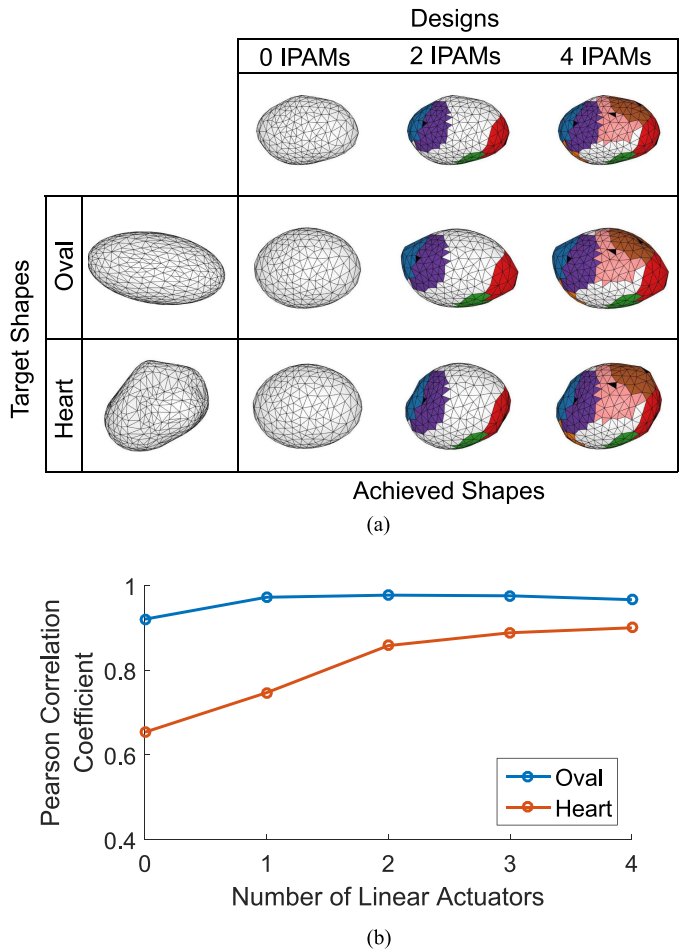 Designs
0 IPAMs 2 IPAMs 4 IPAMs
Target Shapes
Oval
Heart
Achieved Shapes
(a)
Pearson Correlation
Coefficient
1
0.8
0.6
0.4
0 1 2 3 4
Oval
Heart
Number of Linear Actuators
(b)